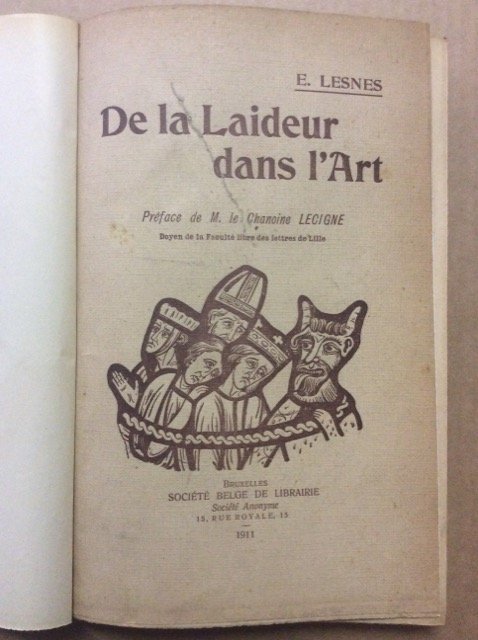 E. LESNES
De la Laideur
dans l'Art
Préface de M. le Chanoine LECIGNE
Doyen de la Faculté libre des lettres de Lille
BRUXELLES
SOCIÉTÉ BELGE DE LIBRAIRIE
Société Anonyme
15, RUE ROYALE, 15
1911